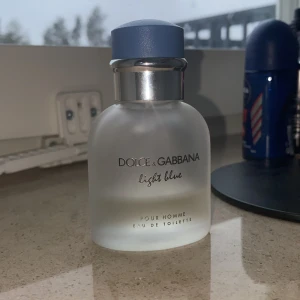 DOLCE & GABBANA
light blue
POUR HOMME
EAU DE TOILETTE